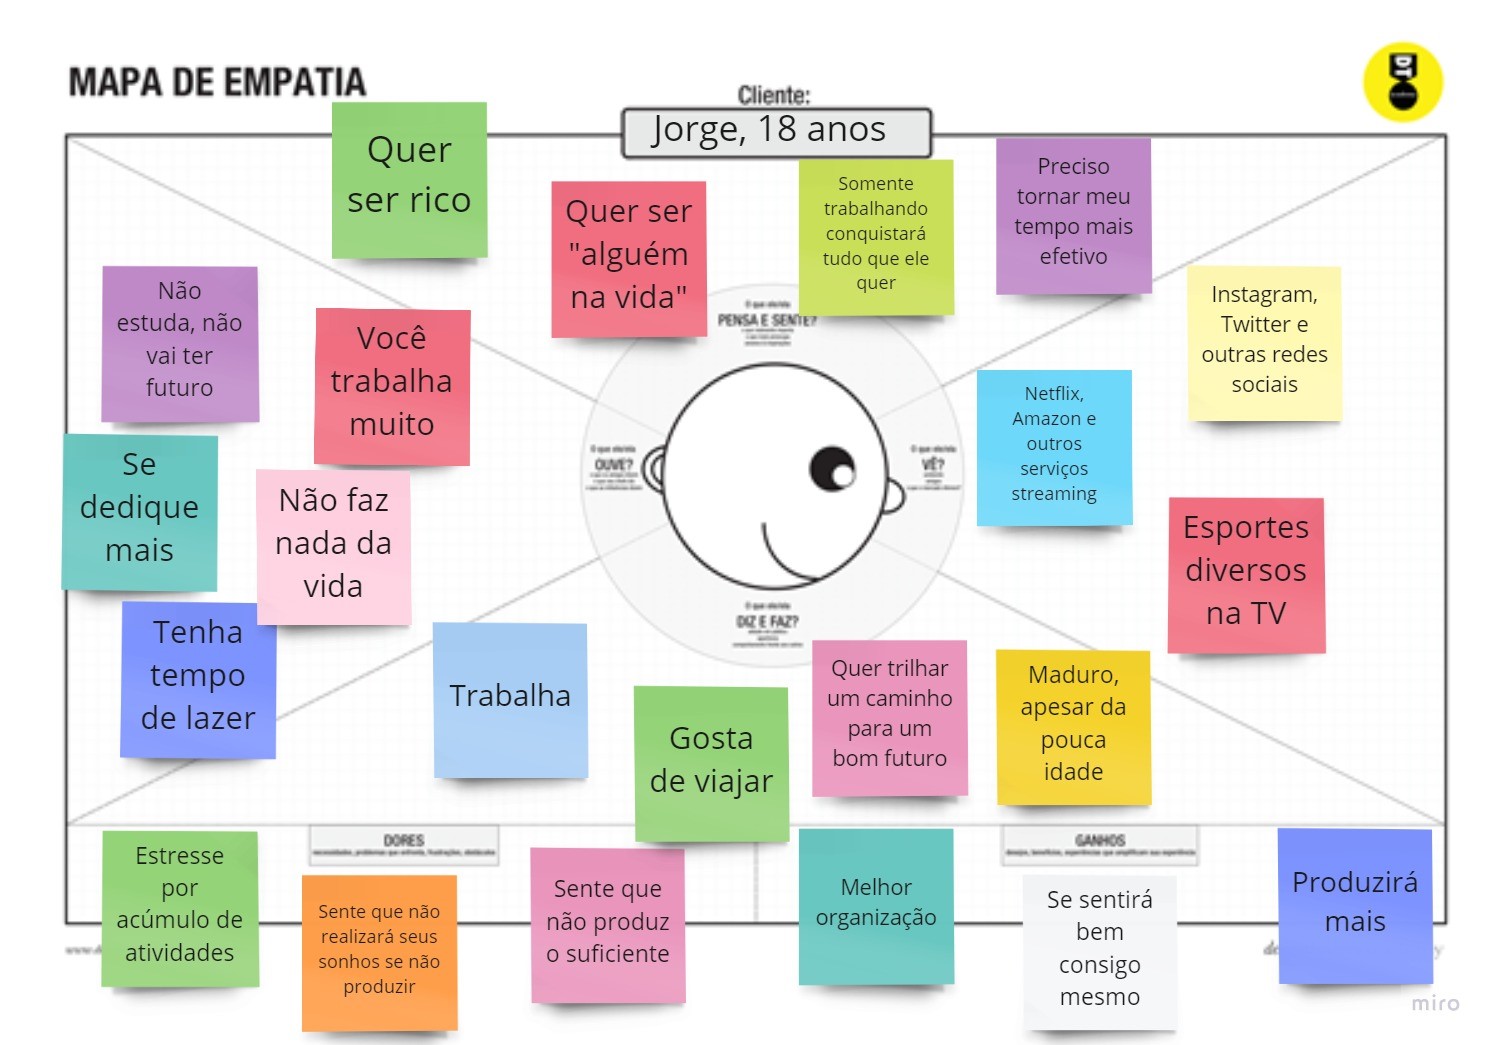 MAPA DE EMPATIA
Cliente:
Jorge, 18 anos
Quer
ser rico
Quer ser
"alguém
na vida"
Somente
trabalhando
conquistará
tudo que ele
quer
Preciso
tornar meu
tempo mais
efetivo
O que ele/ela
PENSA E SENTE?
Não
estuda, não
vai ter
futuro
Você
trabalha
muito
Se
dedique
mais
Não faz
nada da
vida
Tenha
tempo
de lazer
O que ele/ela
OUVE?
O que ele/ela
VÊ?
Instagram,
Twitter e
outras redes
sociais
Netflix,
Amazon e
outros
serviços
streaming
Esportes
diversos
na TV
O que ele/ela
DIZ E FAZ?
Trabalha
Gosta
de viajar
Quer trilhar
um caminho
para um
bom futuro
Maduro,
apesar da
pouca
idade
DORES
Estresse
por
acúmulo de
atividades
Sente que não
realizará seus
sonhos se não
produzir
Sente que
não produz
o suficiente
GANHOS
Melhor
organização
Se sentirá
bem
consigo
mesmo
Produzirá
mais
miro